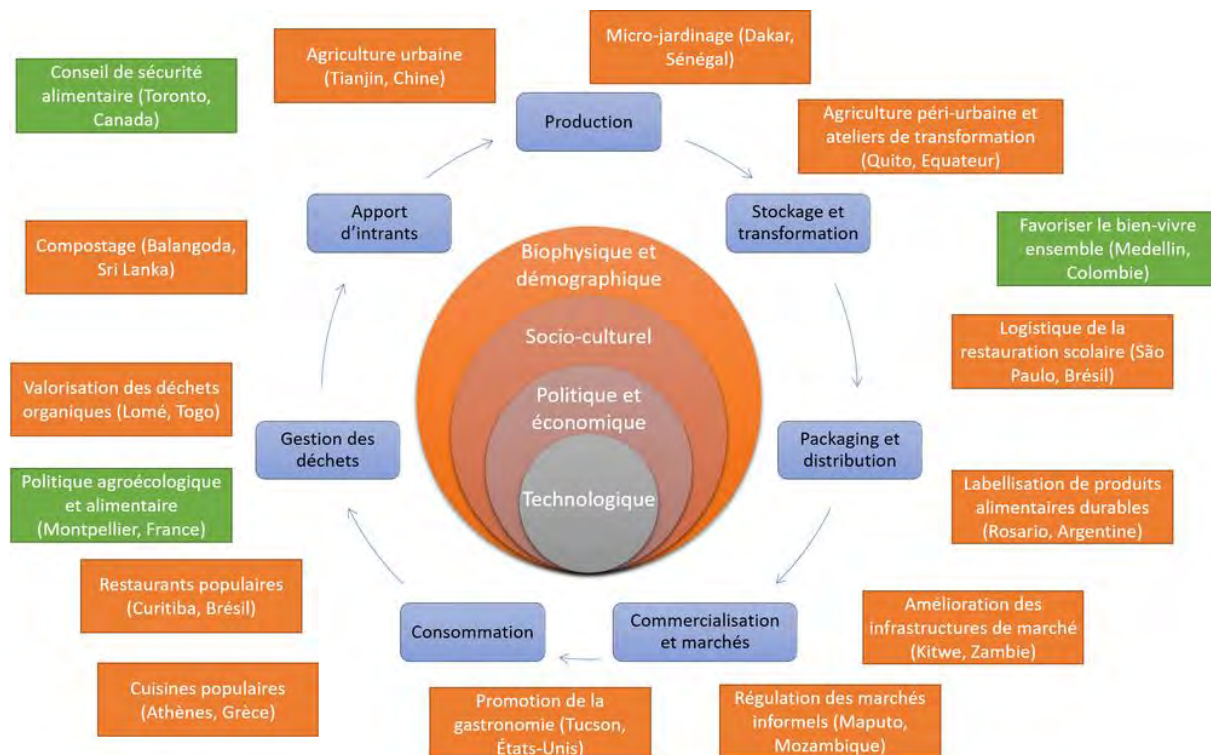 Micro-jardinage (Dakar,
Sénégal)
Agriculture urbaine
(Tianjin, Chine)
Conseil de sécurité
alimentaire (Toronto,
Canada)
Production
Agriculture péri-urbaine et
ateliers de transformation
(Quito, Equateur)
Apport
d'intrants
Stockage et
transformation
Compostage (Balangoda,
Sri Lanka)
Biophysique et
démographique
Favoriser le bien-vivre
ensemble (Medellin,
Colombie)
Socio-culturel
Logistique de la
restauration scolaire (São
Paulo, Brésil)
Valorisation des déchets
organiques (Lomé, Togo)
Politique et
économique
Gestion des
déchets
Packaging et
distribution
Politique agroécologique
et alimentaire
(Montpellier, France)
Technologique
Labellisation de produits
alimentaires durables
(Rosario, Argentine)
Restaurants populaires
(Curitiba, Brésil)
Consommation
Commercialisation
et marchés
Amélioration des
infrastructures de marché
(Kitwe, Zambie)
Cuisines populaires
(Athènes, Grèce)
Promotion de la
gastronomie (Tucson,
États-Unis)
Régulation des marchés
informels (Maputo,
Mozambique)